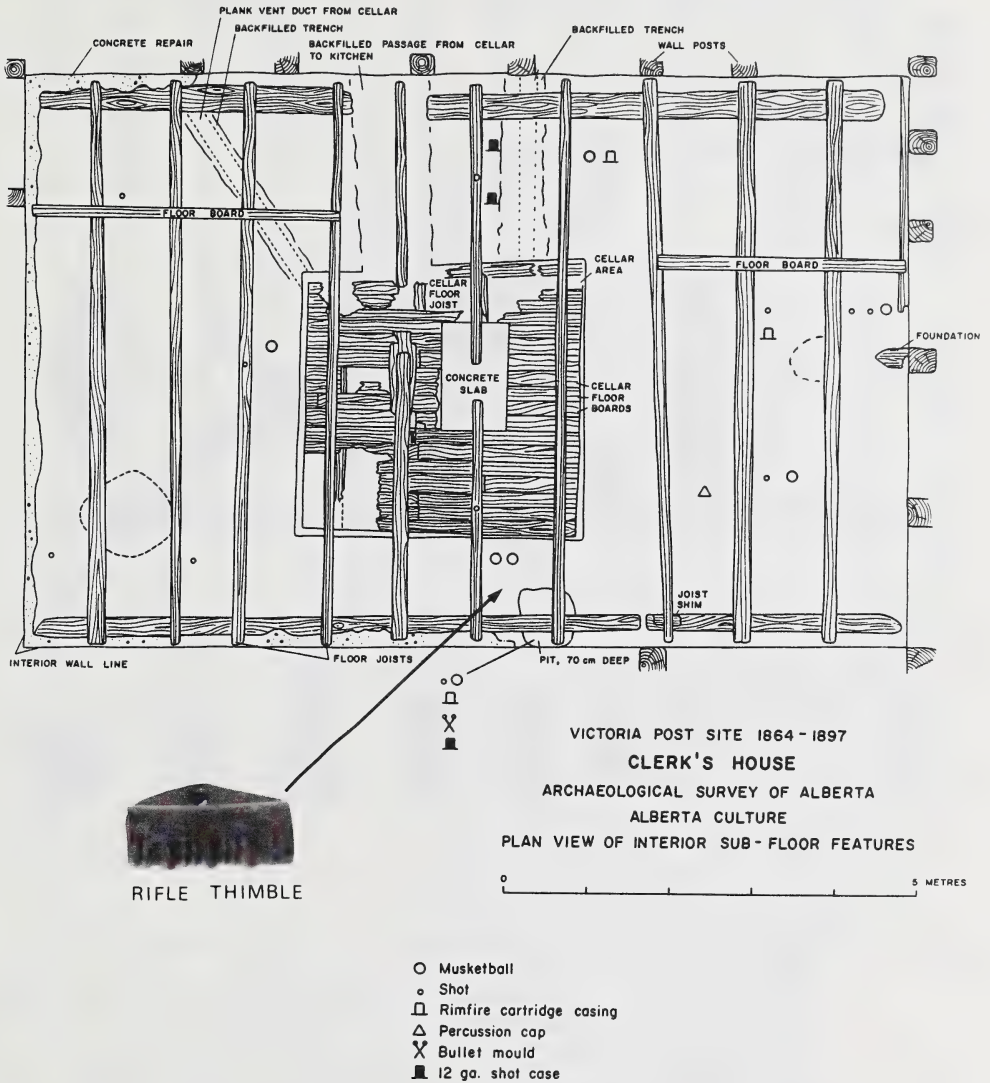 PLANK VENT DUCT FROM CELLAR
BACKFILLED TRENCH
CONCRETE REPAIR
BACKFILLED PASSAGE FROM CELLAR
TO KITCHEN
BACKFILLED TRENCH
WALL POSTS
FLOOR BOARD
CELLAR
AREA
CELLAR
FLOOR
JOIST
FLOOR BOARD
FOUNDATION
CONCRETE
SLAB
CELLAR
FLOOR
BOARDS
JOIST
SHIM
INTERIOR WALL LINE
FLOOR JOISTS
PIT, 70 cm DEEP
RIFLE THIMBLE
VICTORIA POST SITE 1864-1897
CLERK'S HOUSE
ARCHAEOLOGICAL SURVEY OF ALBERTA
ALBERTA CULTURE
PLAN VIEW OF INTERIOR SUB-FLOOR FEATURES
0
5 METRES
Musketball
Shot
Rimfire cartridge casing
Percussion cap
Bullet mould
12 ga. shot case